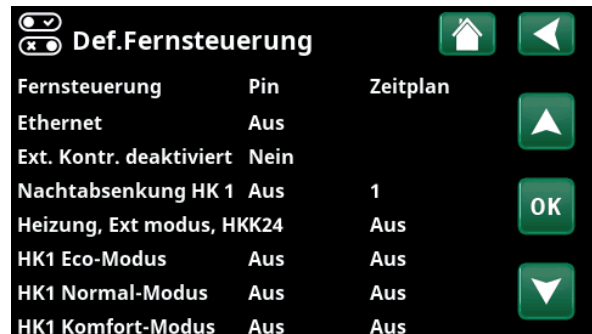 Def.Fernsteuerung
Fernsteuerung Pin Zeitplan
Ethernet Aus
Ext. Kontr. deaktiviert Nein
Nachtabsenkung HK 1 Aus 1
Heizung, Ext modus, HKK24 Aus
HK1 Eco-Modus Aus Aus
HK1 Normal-Modus Aus Aus
HK1 Komfort-Modus Aus Aus
OK